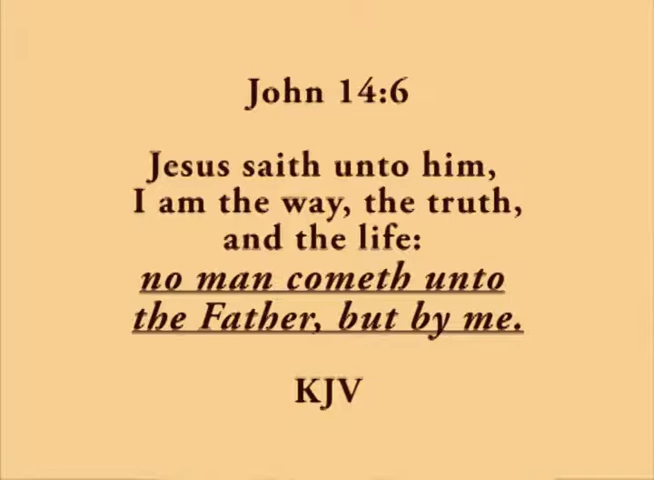 John 14:6
Jesus saith unto him,
I am the way, the truth,
and the life:
no man cometh unto
the Father, but by me.
KJV